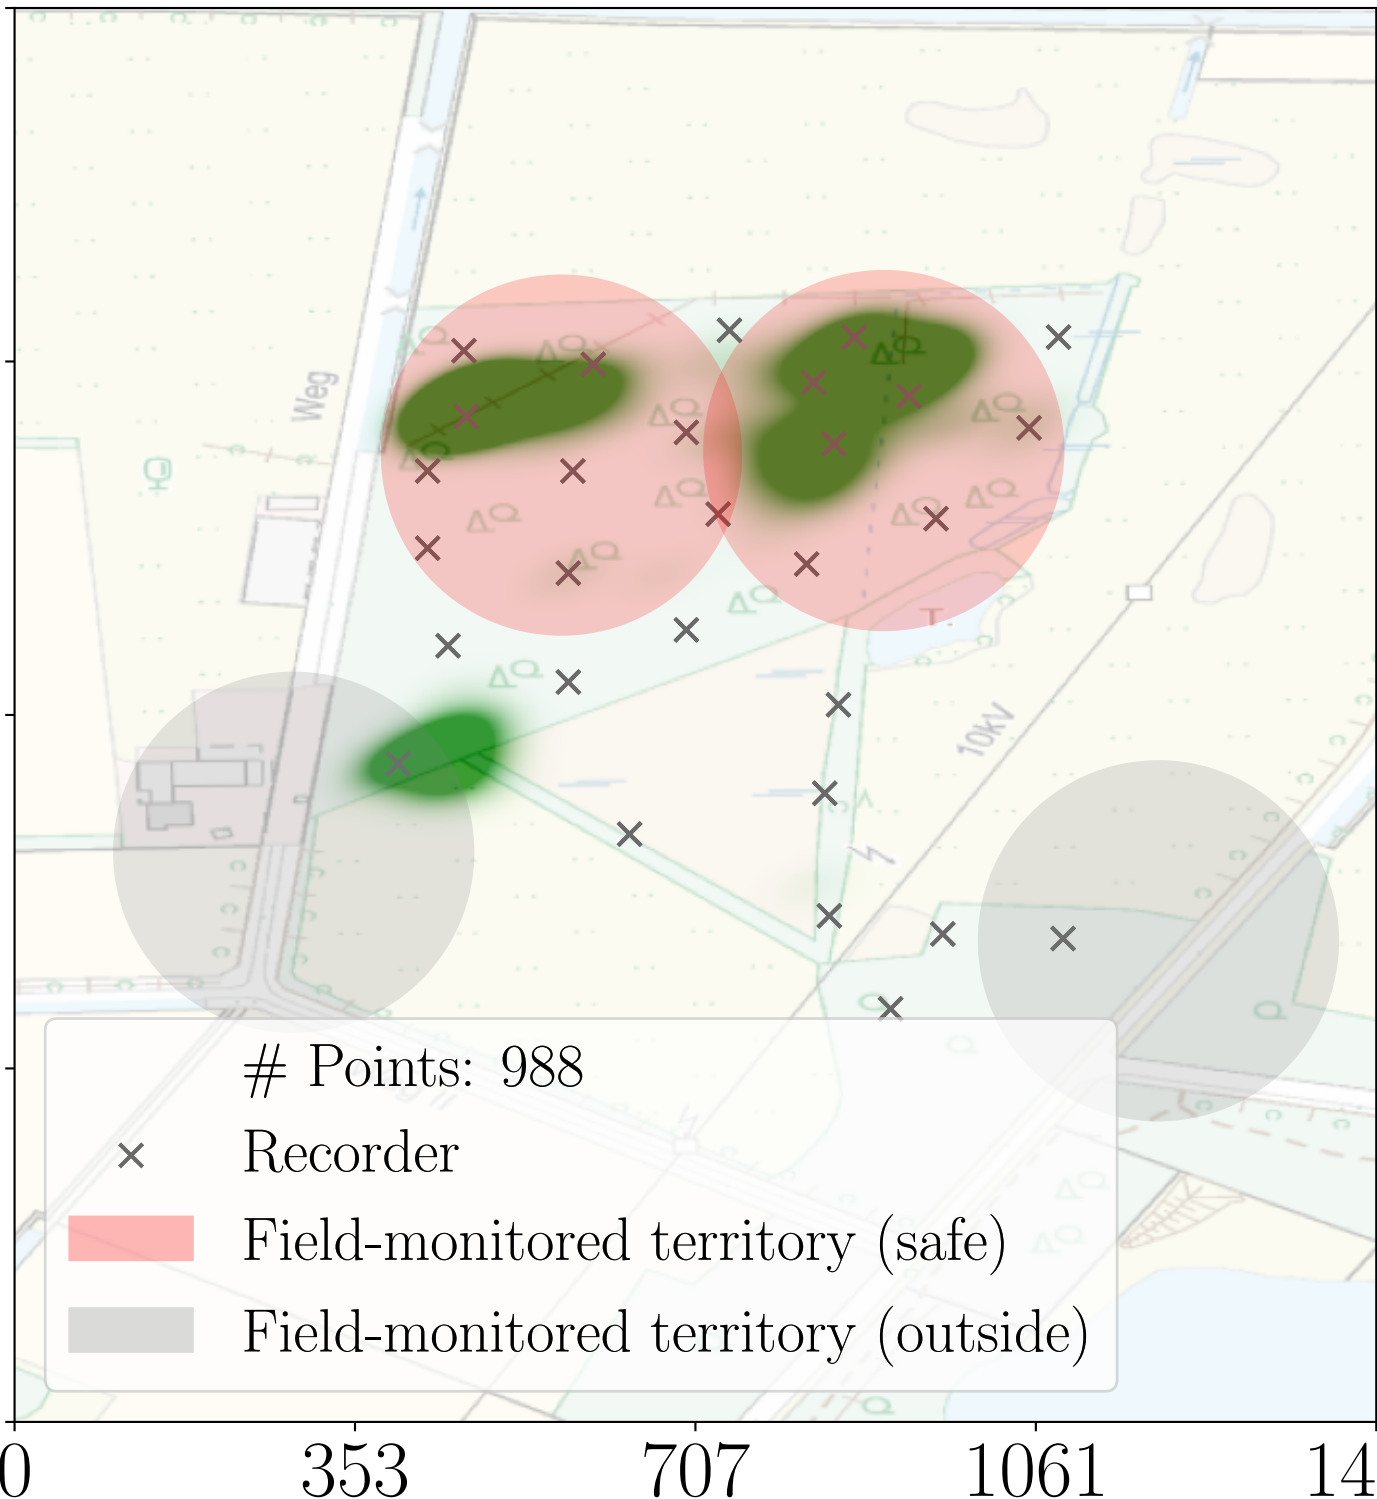 Weg
T.
10kV
# Points: 988
Recorder
Field-monitored territory (safe)
Field-monitored territory (outside)
0 353 707 1061 14